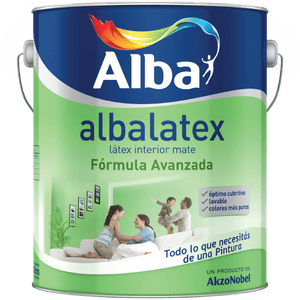 Alba
albalatex
látex interior mate
Fórmula Avanzada
óptimo cubritivo
lavable
colores más puros
Todo lo que necesitás
de una Pintura
UN PRODUCTO DE
AkzoNobel